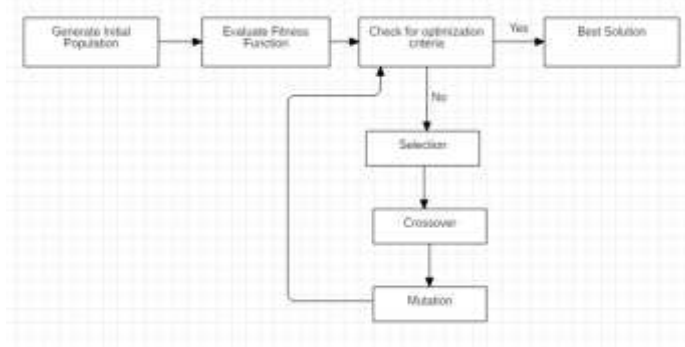 Generate Initial
Population
Evaluate Fitness
Function
Check for optimization
criteria
Yes
Best Solution
No
Selection
Crossover
Mutation